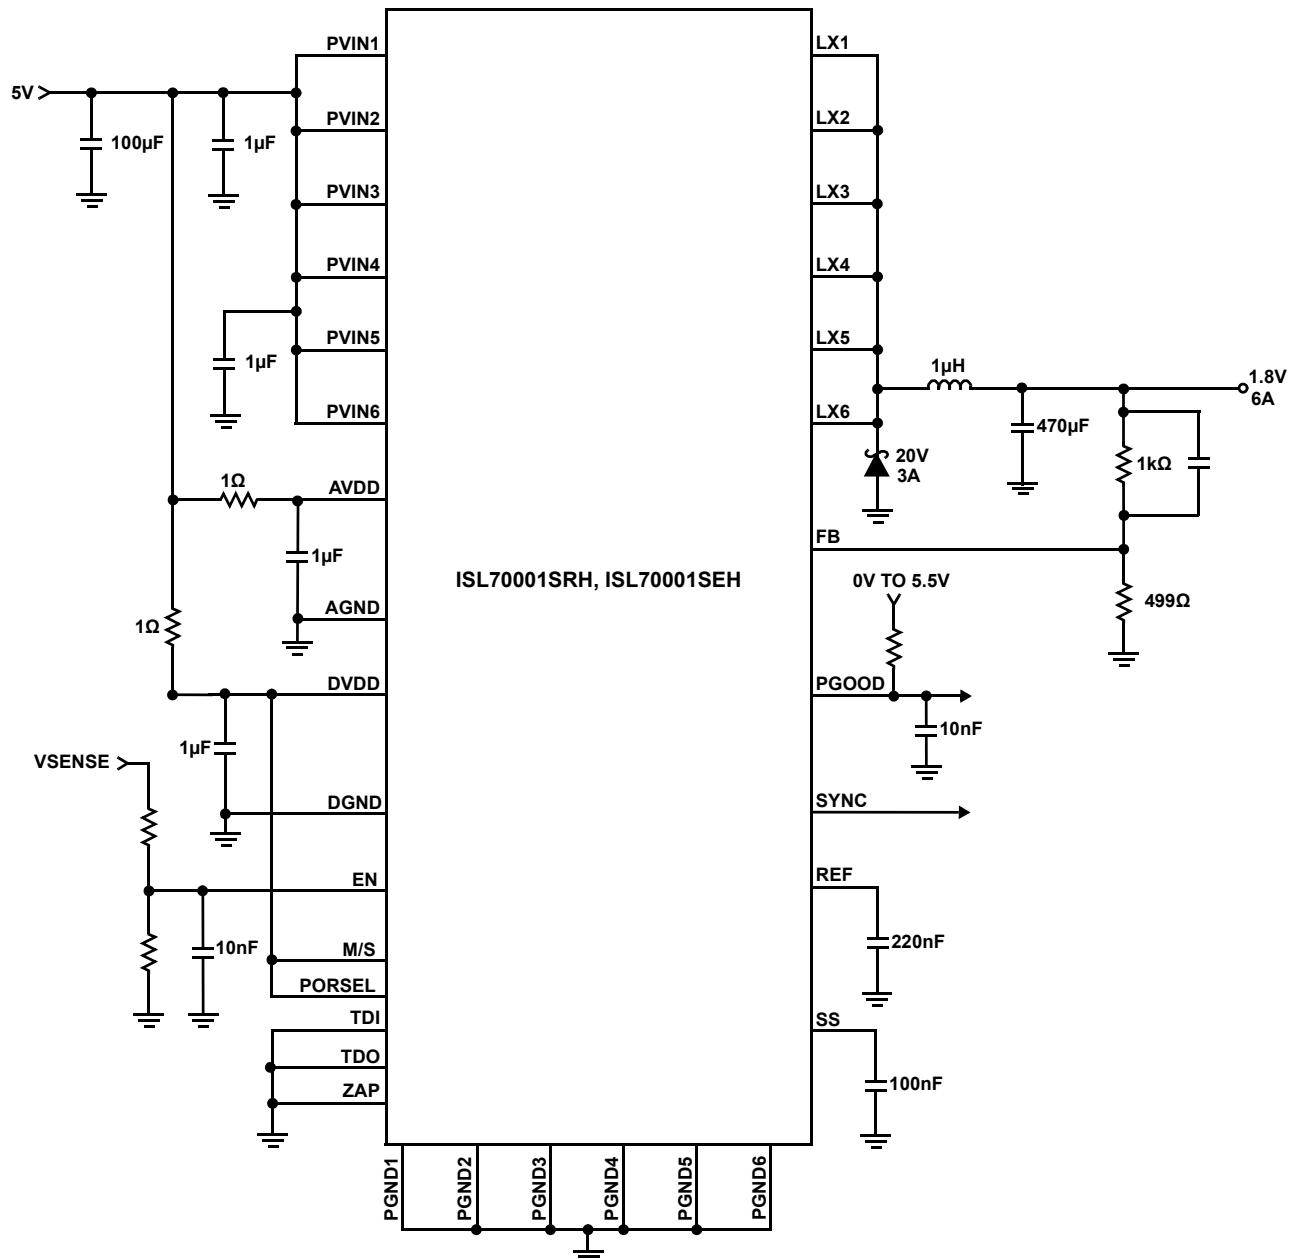 PVIN1
LX1
5V
100µF
1µF
PVIN2
LX2
PVIN3
LX3
PVIN4
LX4
1µF
PVIN5
LX5
PVIN6
LX6
1µH
1.8V
6A
470µF
20V
3A
1kΩ
1Ω
AVDD
1µF
FB
ISL70001SRH, ISL70001SEH
0V TO 5.5V
499Ω
AGND
1Ω
DVDD
PGOOD
10nF
1µF
VSENSE
DGND
SYNC
EN
REF
10nF
220nF
M/S
PORSEL
TDI
SS
TDO
ZAP
100nF
PGND1
PGND2
PGND3
PGND4
PGND5
PGND6